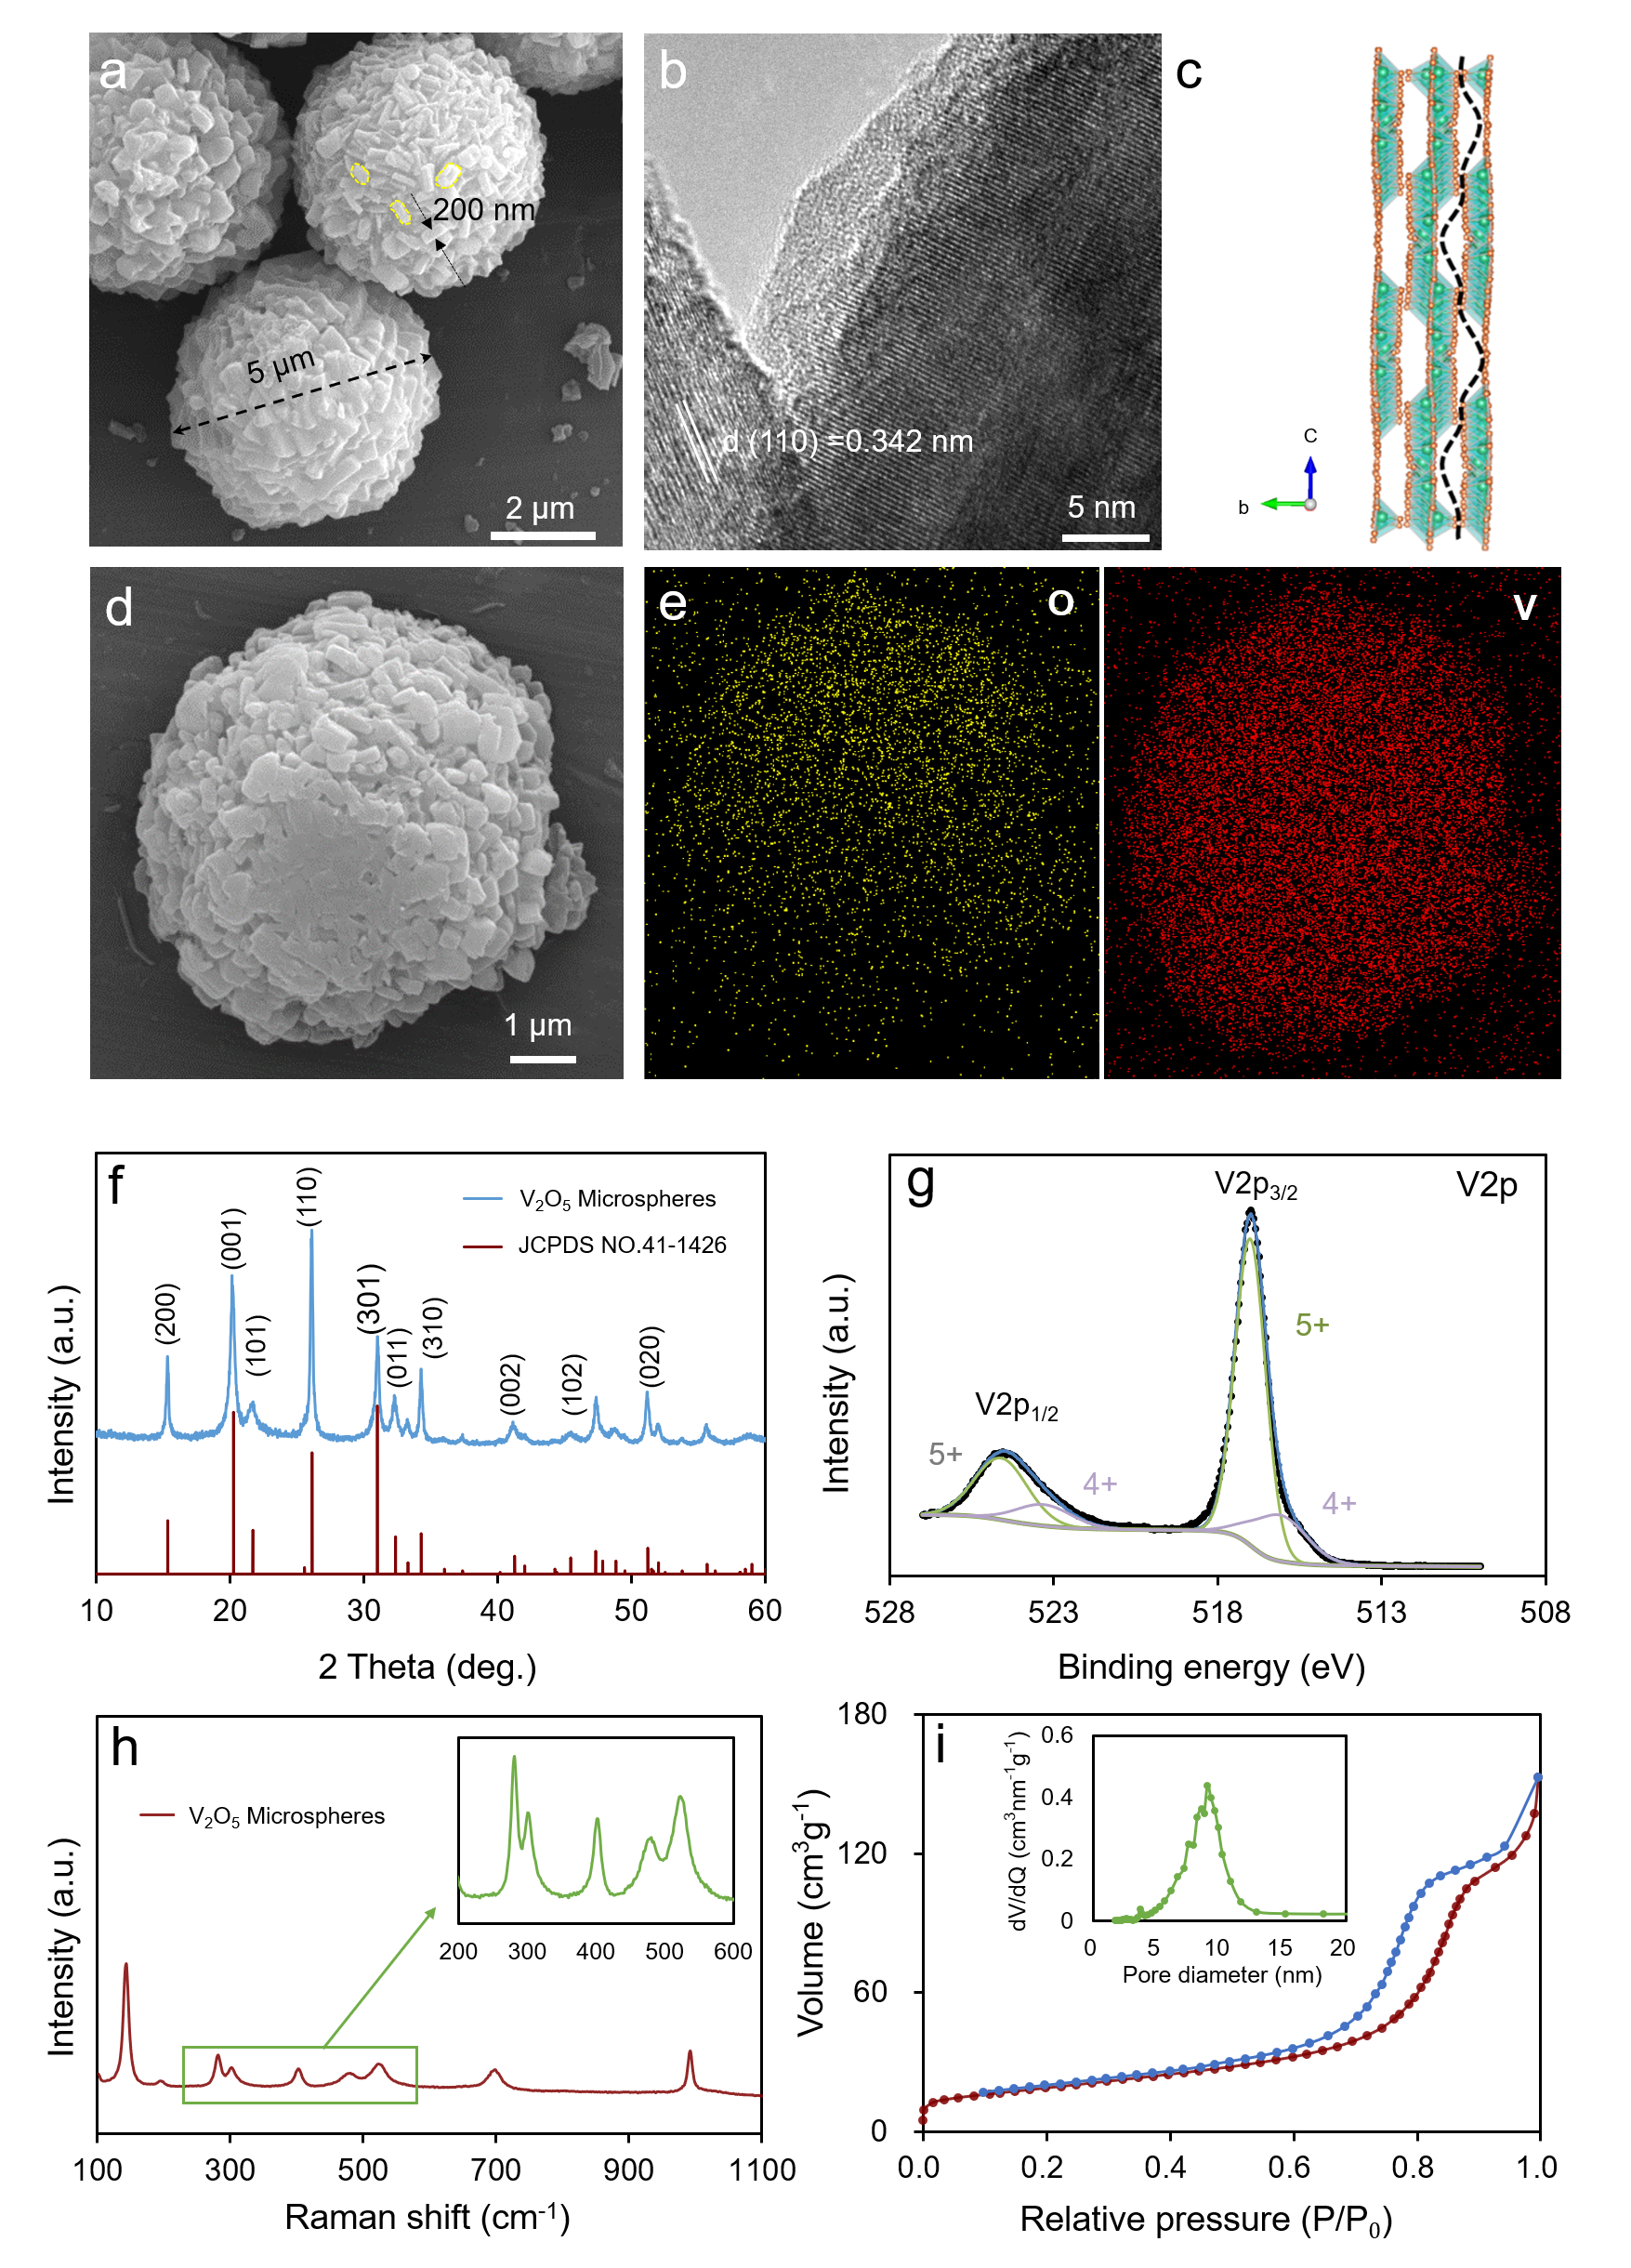 a
200 nm
5 μm
2 μm
b
d (110) =0.342 nm
5 nm
c
C
b
d
1 μm
e
O
V
f
(200)
(001)
(101)
(110)
(301)
(011)
(310)
(002)
(102)
(020)
V₂O₅ Microspheres
JCPDS NO.41-1426
Intensity (a.u.)
10 20 30 40 50 60
2 Theta (deg.)
g
V2p₃/₂
V2p
5+
V2p₁/₂
5+
4+
4+
Intensity (a.u.)
528 523 518 513 508
Binding energy (eV)
h
V₂O₅ Microspheres
200 300 400 500 600
Intensity (a.u.)
100 300 500 700 900 1100
Raman shift (cm⁻¹)
i
180
120
60
0
Volume (cm³g⁻¹)
0.6
0.4
0.2
0
dV/dQ (cm³nm⁻¹g⁻¹)
0 5 10 15 20
Pore diameter (nm)
0.0 0.2 0.4 0.6 0.8 1.0
Relative pressure (P/P₀)